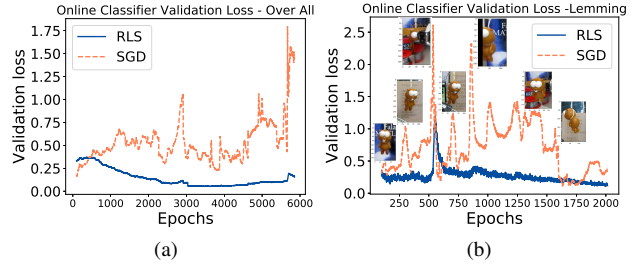 Online Classifier Validation Loss - Over All
1.75
1.50
1.25
1.00
0.75
0.50
0.25
0.00
Validation loss
RLS
SGD
0 1000 2000 3000 4000 5000 6000
Epochs
(a)
Online Classifier Validation Loss -Lemming
2.5
2.0
1.5
1.0
0.5
0.0
Validation loss
RLS
SGD
250 500 750 1000 1250 1500 1750 2000
Epochs
(b)